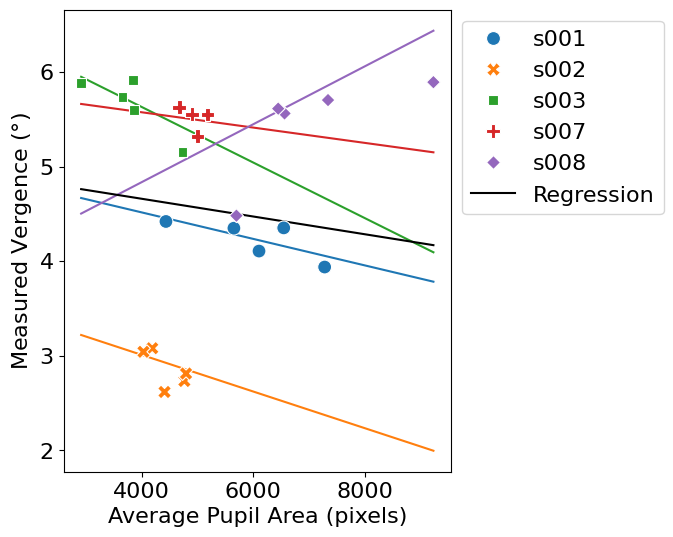 6
5
4
3
2
Measured Vergence (°)
4000 6000 8000
Average Pupil Area (pixels)
s001
s002
s003
s007
s008
Regression